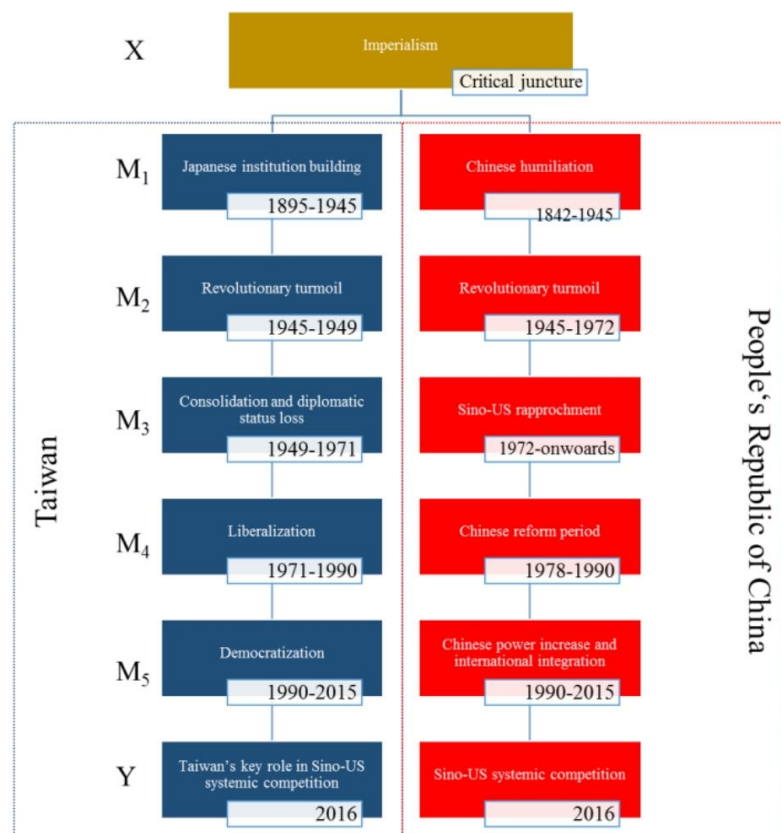 X
Imperialism
Critical juncture
M1
Japanese institution building
1895-1945
Chinese humiliation
1842-1945
M2
Revolutionary turmoil
1945-1949
Revolutionary turmoil
1945-1972
M3
Consolidation and diplomatic
status loss
1949-1971
Sino-US rapprochment
1972-onwoards
M4
Liberalization
1971-1990
Chinese reform period
1978-1990
M5
Democratization
1990-2015
Chinese power increase and
international integration
1990-2015
Y
Taiwan’s key role in Sino-US
systemic competition
2016
Sino-US systemic competition
2016
Taiwan
People‘s Republic of China